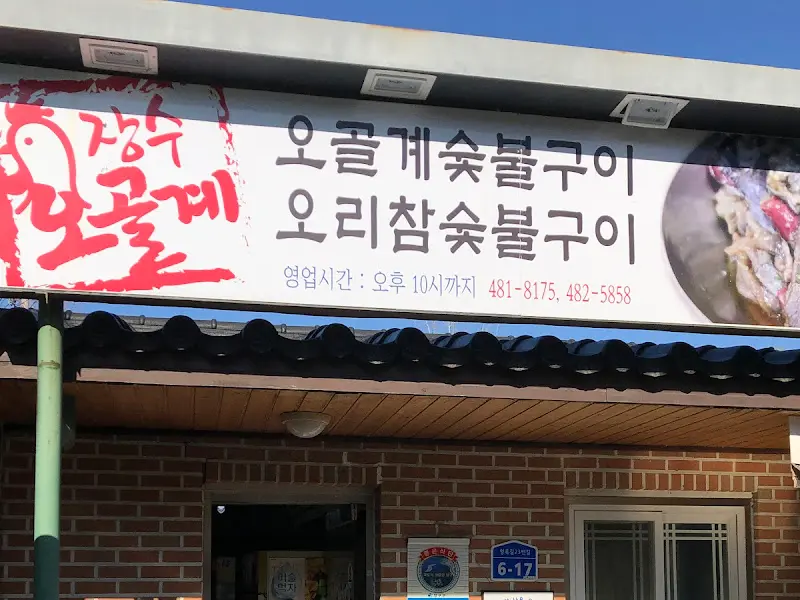 장수
오골계
오골계숯불구이
오리참숯불구이
영업시간 : 오후 10시까지 481-8175, 482-5858
6-17